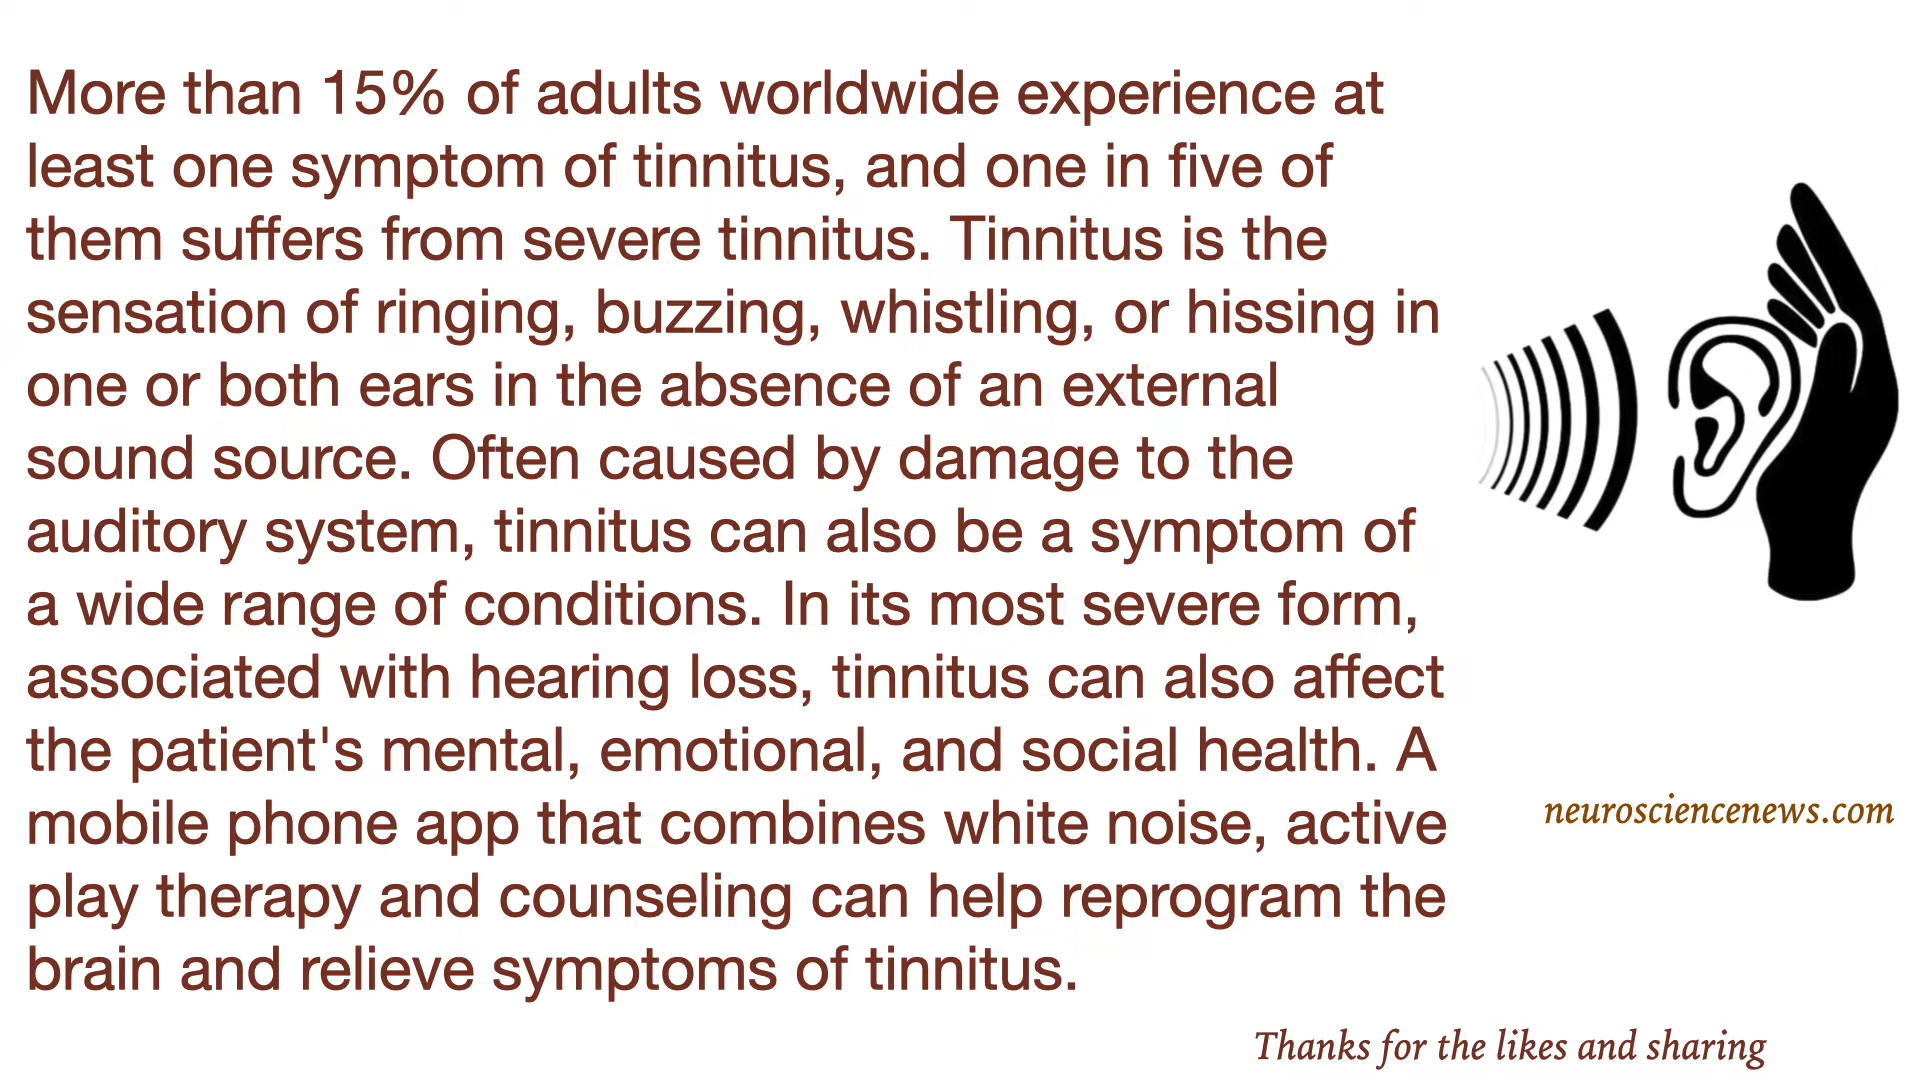 More than 15% of adults worldwide experience at
least one symptom of tinnitus, and one in five of
them suffers from severe tinnitus. Tinnitus is the
sensation of ringing, buzzing, whistling, or hissing in
one or both ears in the absence of an external
sound source. Often caused by damage to the
auditory system, tinnitus can also be a symptom of
a wide range of conditions. In its most severe form,
associated with hearing loss, tinnitus can also affect
the patient's mental, emotional, and social health. A
mobile phone app that combines white noise, active
play therapy and counseling can help reprogram the
brain and relieve symptoms of tinnitus.
neurosciencenews.com
Thanks for the likes and sharing